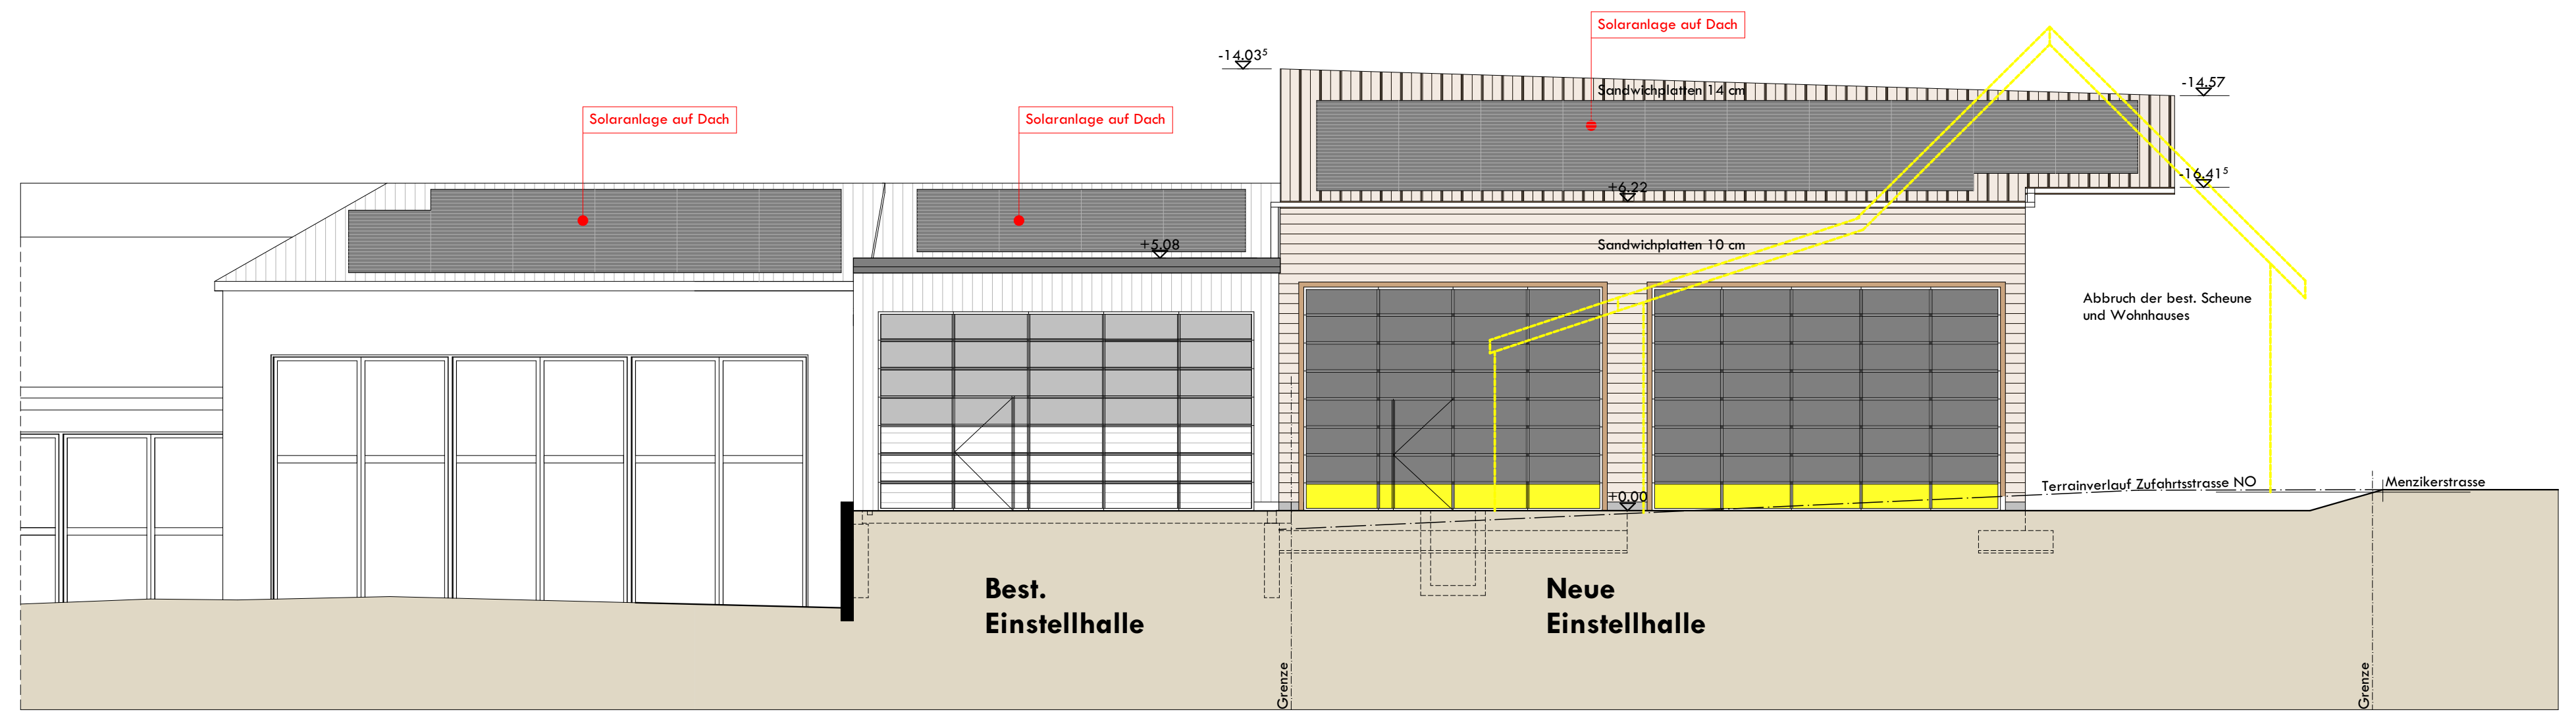 Solaranlage auf Dach
-14.03⁵
-14.57
Sandwichplatten 14 cm
Solaranlage auf Dach
Solaranlage auf Dach
-16.41⁵
+6.22
+5.08
Sandwichplatten 10 cm
Abbruch der best. Scheune
und Wohnhauses
Terrainverlauf Zufahrtsstrasse NO
Menzikerstrasse
+0.00
Best.
Einstellhalle
Neue
Einstellhalle
Grenze
Grenze